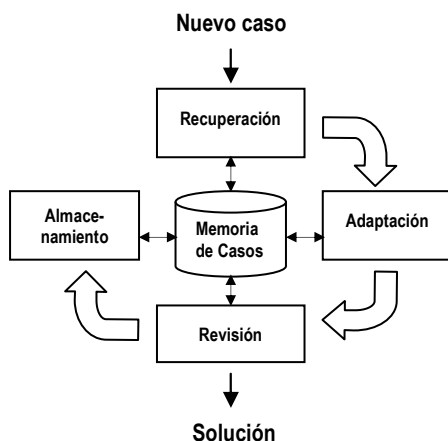 Nuevo caso
Recuperación
Almace-
namiento
Memoria
de Casos
Adaptación
Revisión
Solución